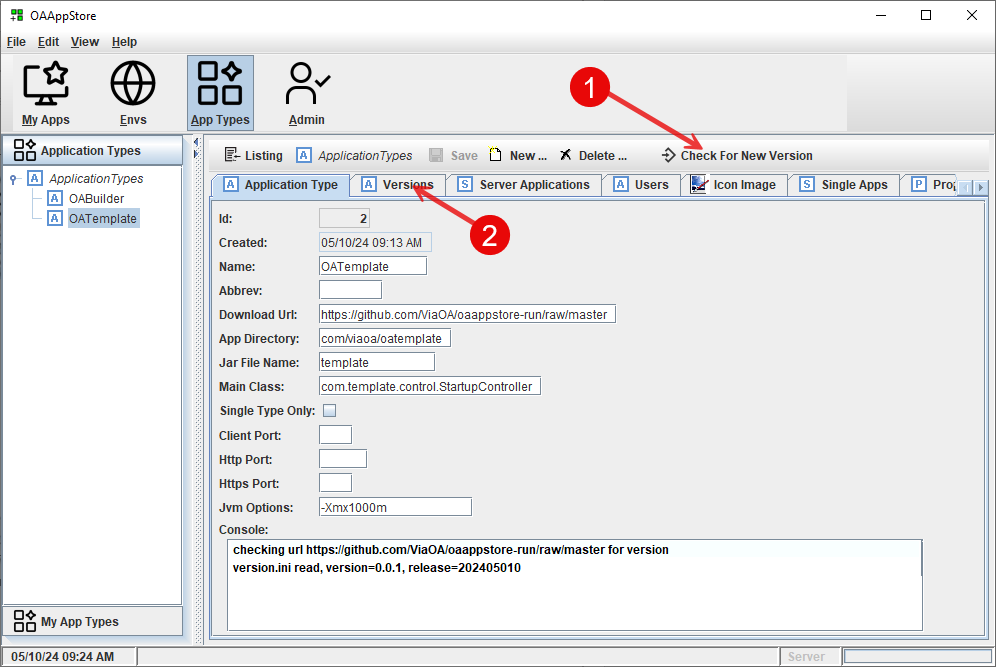 OAAppStore
File Edit View Help
My Apps Envs App Types Admin
1
Application Types
Listing A ApplicationTypes Save New ... Delete ... Check For New Version
A Application Type A Versions S Server Applications A Users Icon Image S Single Apps P
A ApplicationTypes
A OABuilder
A OATemplate
2
Id: 2
Created: 05/10/24 09:13 AM
Name: OATemplate
Abbrev:
Download Url: https://github.com/ViaOA/oaappstore-run/raw/master
App Directory: com/viaoa/oatemplate
Jar File Name: template
Main Class: com.template.control.StartupController
Single Type Only:
Client Port:
Http Port:
Https Port:
Jvm Options: -Xmx1000m
Console:
checking url https://github.com/ViaOA/oaappstore-run/raw/master for version
version.ini read, version=0.0.1, release=202405010
My App Types
05/10/24 09:24 AM Server